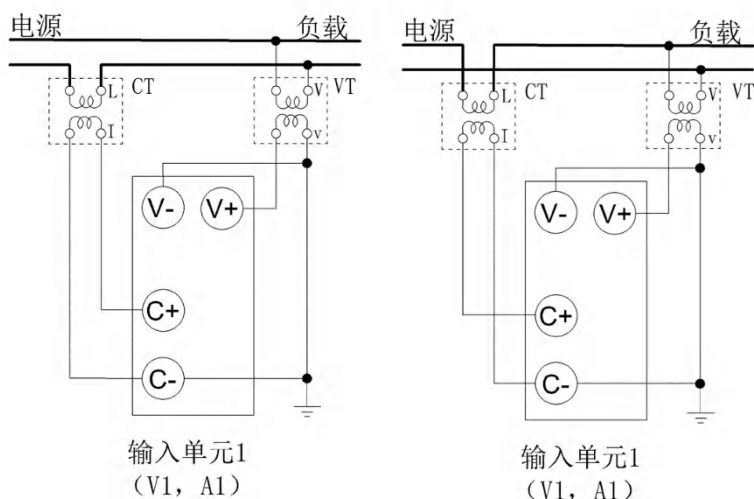 电源 负载
L CT V VT
I v
V- V+
C+
C-
输入单元1
（V1，A1）
电源 负载
L CT V VT
I v
V- V+
C+
C-
输入单元1
（V1，A1）